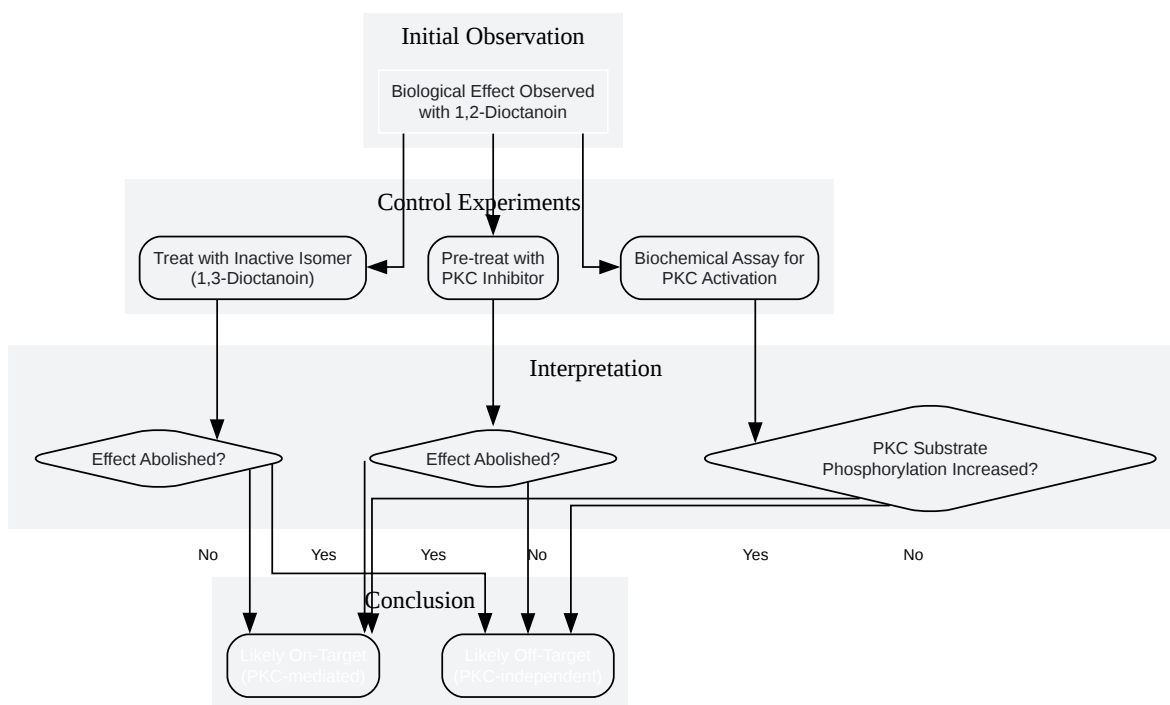 Initial Observation
Biological Effect Observed
with 1,2-Dioctanoin
Control Experiments
Treat with Inactive Isomer
(1,3-Dioctanoin)
Pre-treat with
PKC Inhibitor
Biochemical Assay for
PKC Activation
Interpretation
Effect Abolished?
Effect Abolished?
PKC Substrate
Phosphorylation Increased?
No
Yes
Yes
No
Yes
No
Conclusion
Likely On-Target
(PKC-mediated)
Likely Off-Target
(PKC-independent)